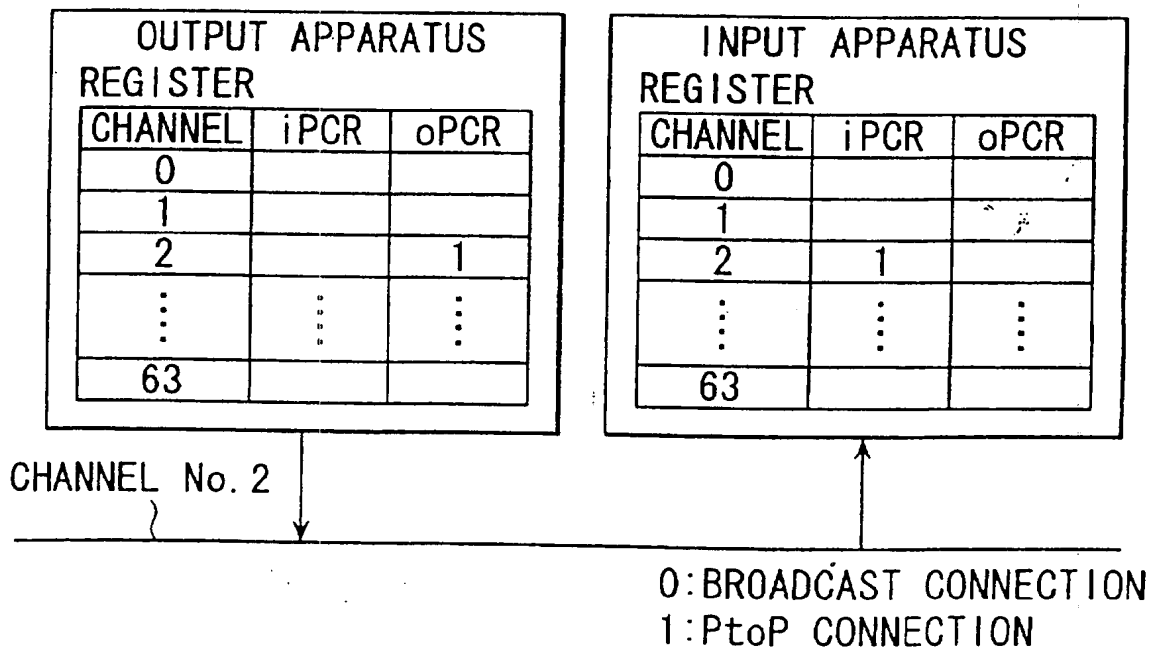 OUTPUT APPARATUS
REGISTER
CHANNEL iPCR oPCR
0
1
2 1
63
INPUT APPARATUS
REGISTER
CHANNEL iPCR oPCR
0
1
2 1
63
CHANNEL No. 2
0:BROADCAST CONNECTION
1:PtoP CONNECTION